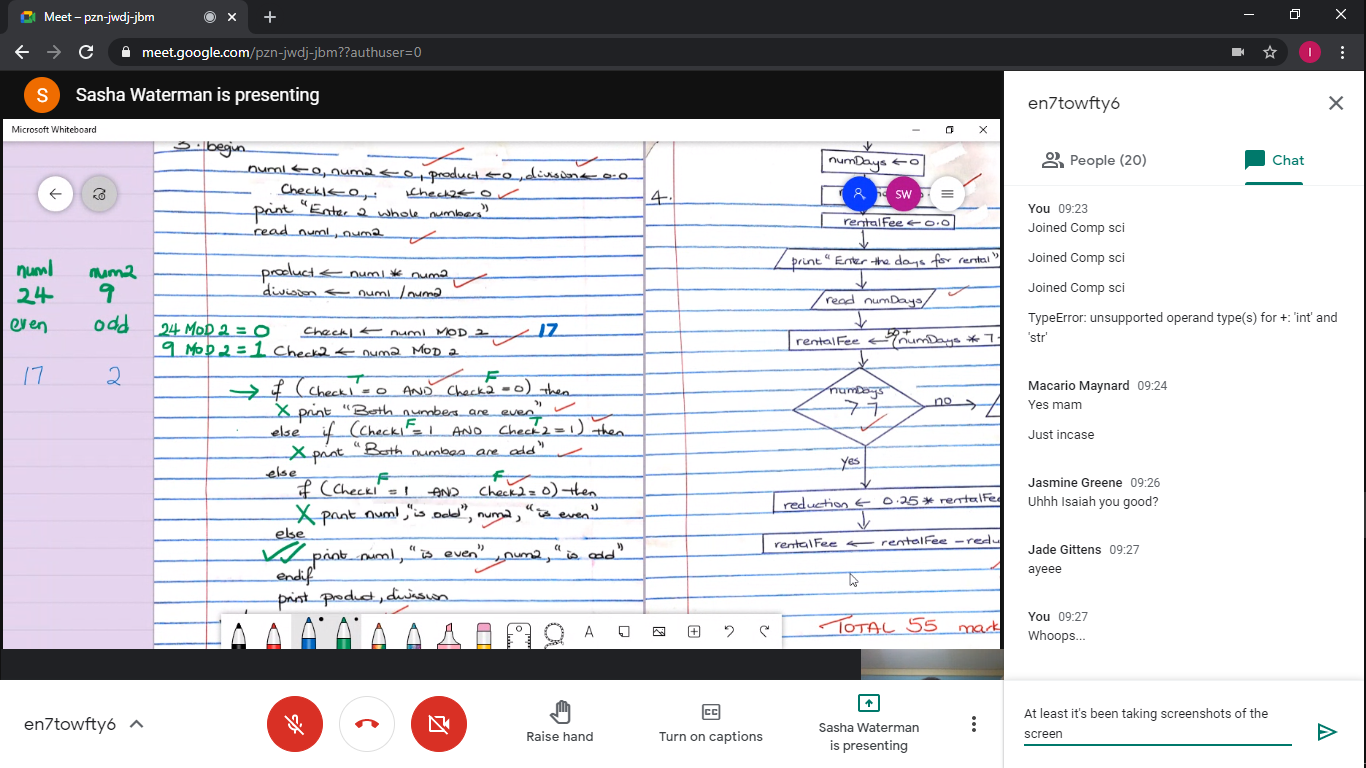 Meet – pzn-jwdj-jbm
meet.google.com/pzn-jwdj-jbm??authuser=0
I
S
Sasha Waterman is presenting
Microsoft Whiteboard
SW
num1 num2
24 9
even odd
17 2
3. begin
num1 ← 0, num2 ← 0, product ← 0, division ← 0.0
Check1 ← 0, Check2 ← 0
print "Enter 2 whole numbers"
read num1, num2
product ← num1 * num2
division ← num1 / num2
24 MOD 2 = 0 Check1 ← num1 MOD 2 17
9 MOD 2 = 1 Check2 ← num2 MOD 2
T F
→ if (Check1 = 0 AND Check2 = 0) then
X print "Both numbers are even"
F T
else if (Check1 = 1 AND Check2 = 1) then
X print "Both numbers are odd"
else
F F
if (Check1 = 1 AND Check2 = 0) then
X print num1, "is odd", num2, "is even"
else
print num1, "is even", num2, "is odd"
endif
print product, division
4.
numDays ← 0
rentalFee ← 0.0
print "Enter the days for rental"
read numDays
50 +
rentalFee ← (numDays * 7
numDays
> 7
no
yes
reduction ← 0.25 * rentalFee
rentalFee ← rentalFee - redu
TOTAL 55 mark
A
en7towfty6
People (20)
Chat
You 09:23
Joined Comp sci
Joined Comp sci
Joined Comp sci
TypeError: unsupported operand type(s) for +: 'int' and
'str'
Macario Maynard 09:24
Yes mam
Just incase
Jasmine Greene 09:26
Uhhh Isaiah you good?
Jade Gittens 09:27
ayeee
You 09:27
Whoops...
At least it's been taking screenshots of the
screen
en7towfty6
Raise hand
CC
Turn on captions
Sasha Waterman
is presenting